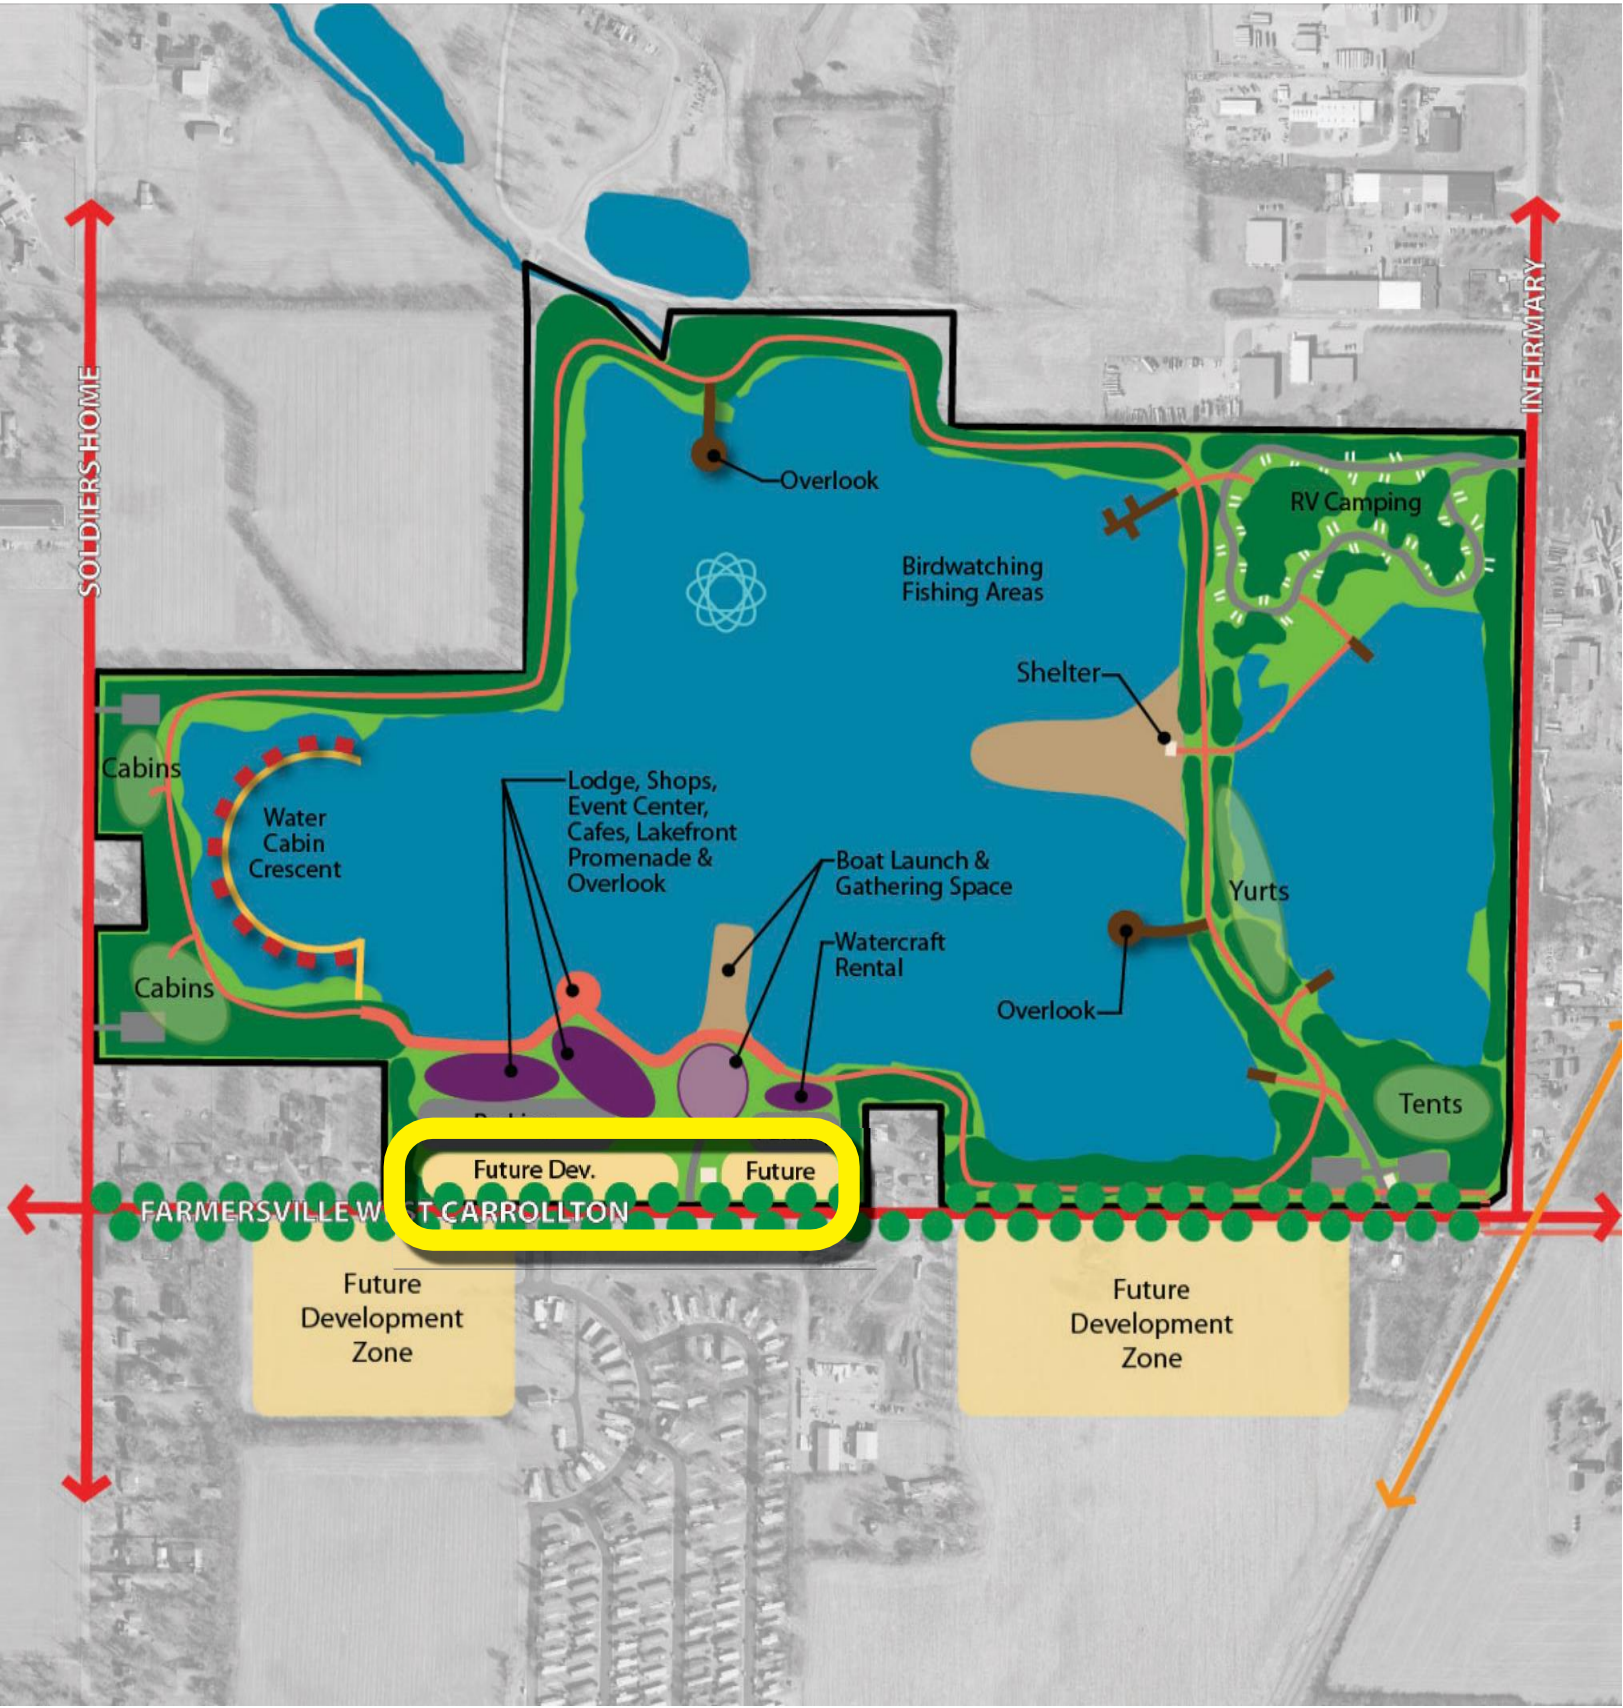 SOLDIERS HOME
INFIRMARY
Overlook
RV Camping
Birdwatching
Fishing Areas
Shelter
Cabins
Water
Cabin
Crescent
Lodge, Shops,
Event Center,
Cafes, Lakefront
Promenade &
Overlook
Boat Launch &
Gathering Space
Yurts
Watercraft
Rental
Cabins
Overlook
Tents
Future Dev.
Future
FARMERSVILLE WEST CARROLLTON
Future
Development
Zone
Future
Development
Zone